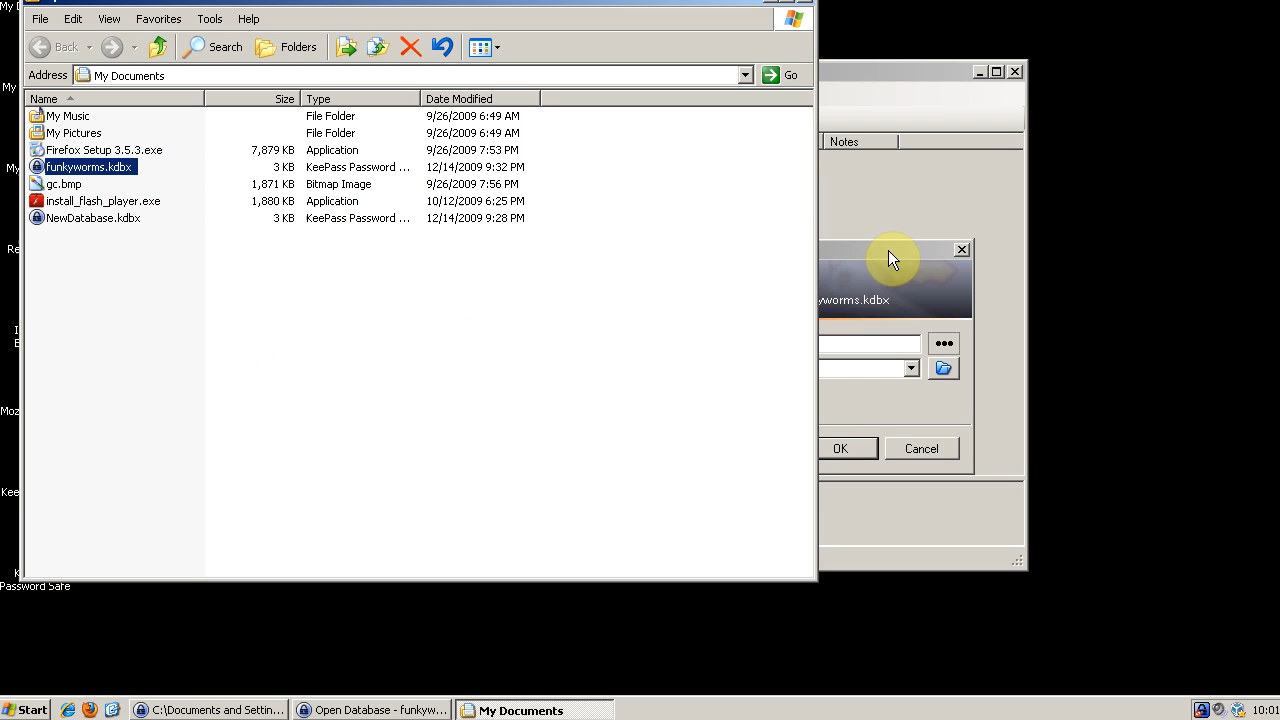 File Edit View Favorites Tools Help
Back Search Folders
Address My Documents Go
Name Size Type Date Modified
My Music File Folder 9/26/2009 6:49 AM
My Pictures File Folder 9/26/2009 6:49 AM
Firefox Setup 3.5.3.exe 7,879 KB Application 9/26/2009 7:53 PM
funkyworms.kdbx 3 KB KeePass Password ... 12/14/2009 9:32 PM
gc.bmp 1,871 KB Bitmap Image 9/26/2009 7:56 PM
install_flash_player.exe 1,880 KB Application 10/12/2009 6:25 PM
NewDatabase.kdbx 3 KB KeePass Password ... 12/14/2009 9:28 PM
Notes
yworms.kdbx
OK Cancel
My
My
Re
Moz
Kee
K
Password Safe
Start C:\Documents and Settin... Open Database - funkyw... My Documents 10:01